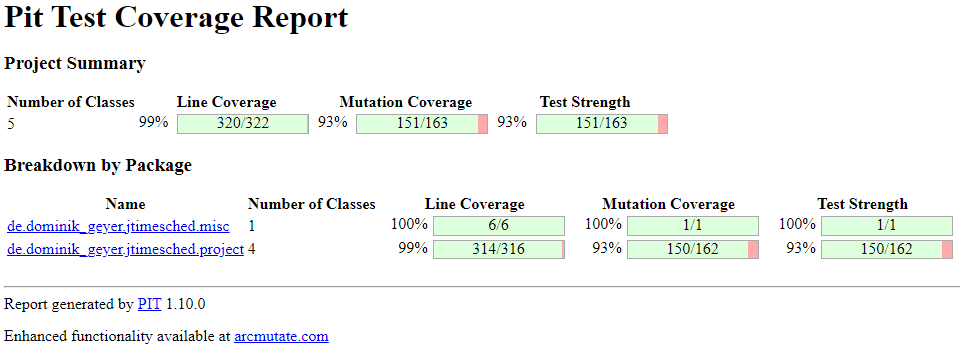 Pit Test Coverage Report
Project Summary
Number of Classes Line Coverage Mutation Coverage Test Strength
5 99% 320/322 93% 151/163 93% 151/163
Breakdown by Package
Name Number of Classes Line Coverage Mutation Coverage Test Strength
de.dominik_geyer.jtimesched.misc 1 100% 6/6 100% 1/1 100% 1/1
de.dominik_geyer.jtimesched.project 4 99% 314/316 93% 150/162 93% 150/162
Report generated by PIT 1.10.0
Enhanced functionality available at arcmutate.com